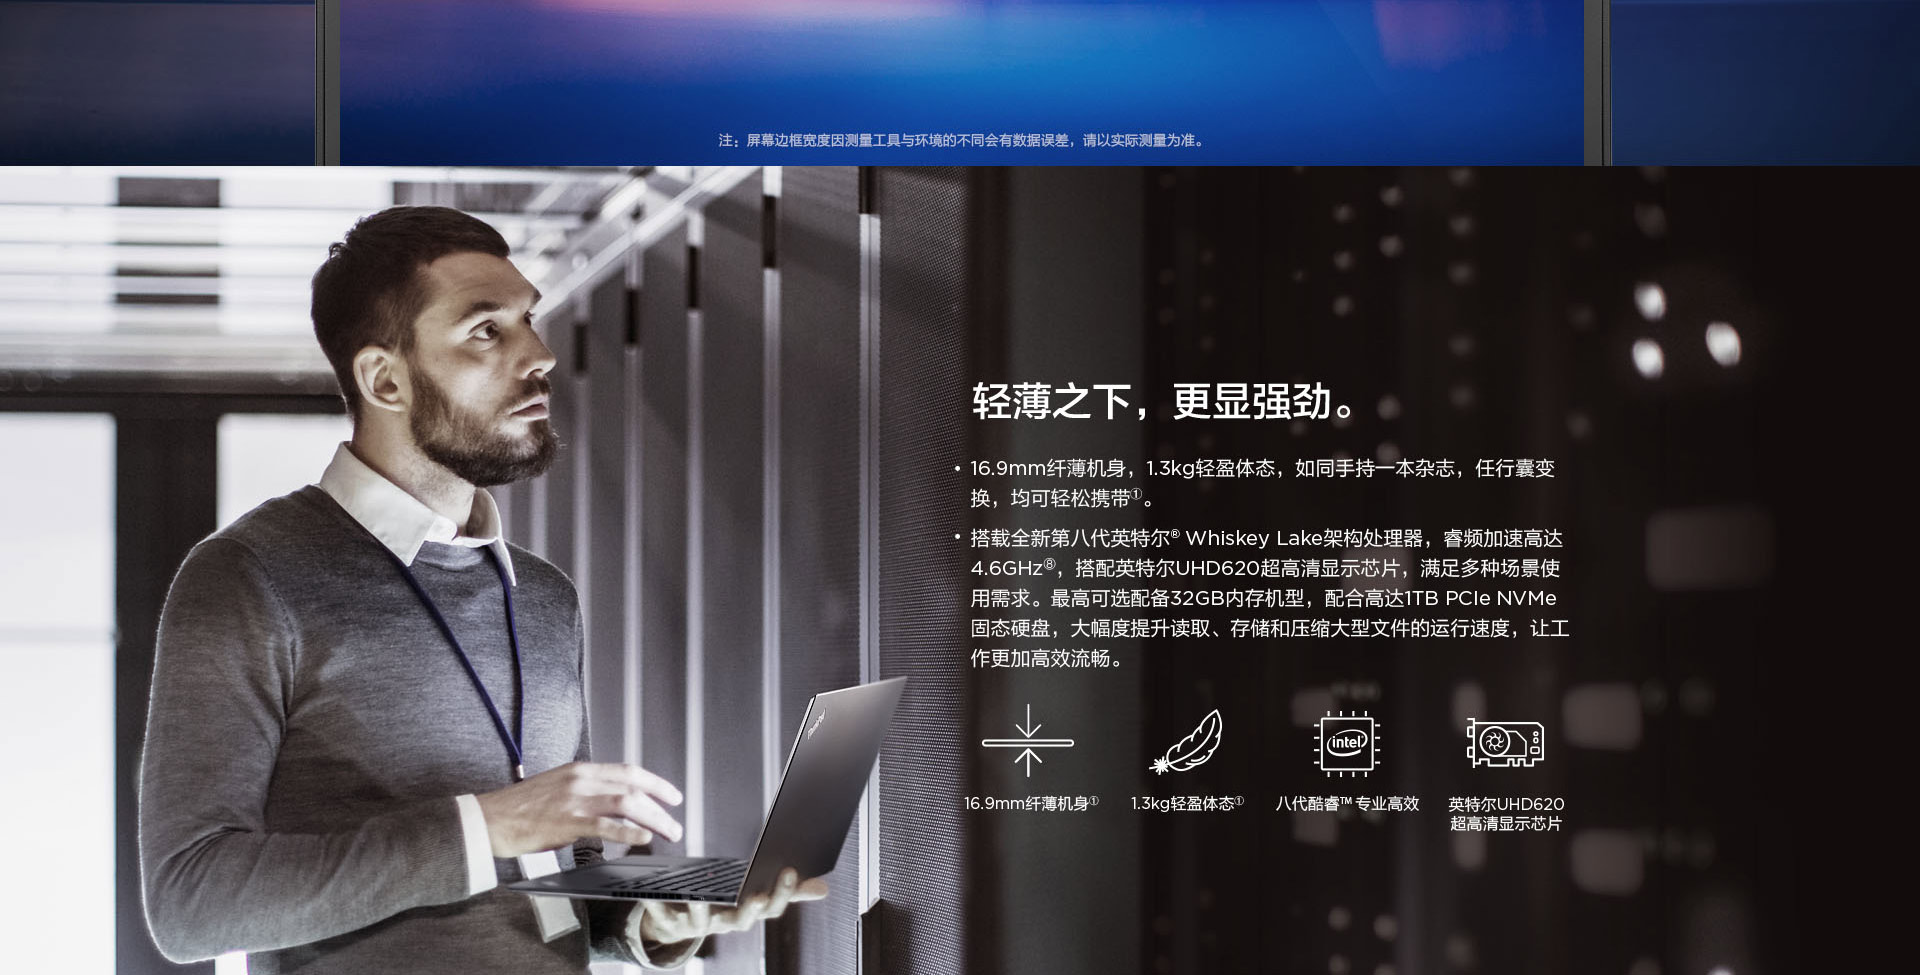 注：屏幕边框宽度因测量工具与环境的不同会有数据误差，请以实际测量为准。
轻薄之下，更显强劲。
• 16.9mm纤薄机身，1.3kg轻盈体态，如同手持一本杂志，任行囊变
换，均可轻松携带①。
• 搭载全新第八代英特尔® Whiskey Lake架构处理器，睿频加速高达
4.6GHz⑧，搭配英特尔UHD620超高清显示芯片，满足多种场景使
用需求。最高可选配备32GB内存机型，配合高达1TB PCIe NVMe
固态硬盘，大幅度提升读取、存储和压缩大型文件的运行速度，让工
作更加高效流畅。
ThinkPad
intel
16.9mm纤薄机身①
1.3kg轻盈体态①
八代酷睿™ 专业高效
英特尔UHD620
超高清显示芯片